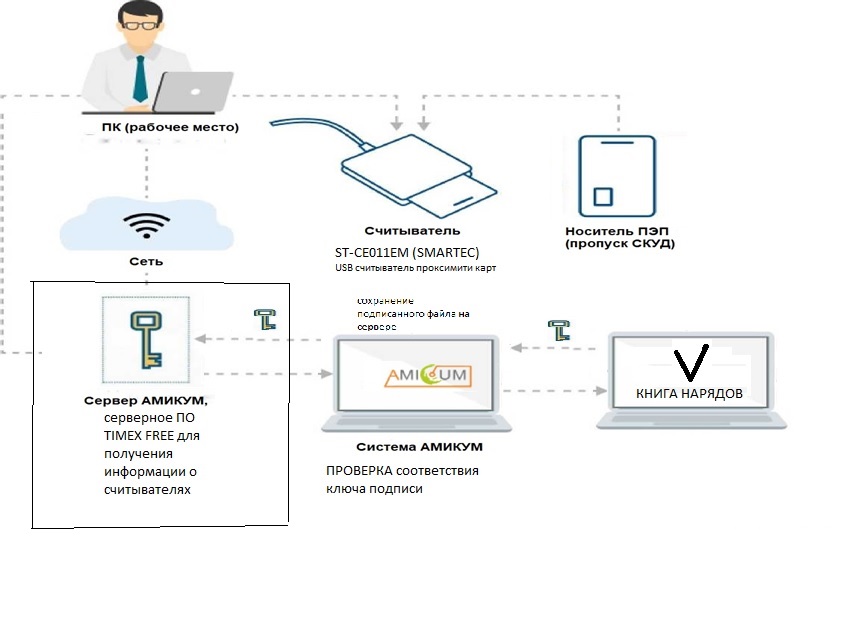 ПК (рабочее место)
Сеть
Считыватель
ST-CE011EM (SMARTEC)
USB считыватель проксимити карт
Носитель ПЭП
(пропуск СКУД)
сохранение
подписанного файла на
сервере
AMICUM
КНИГА НАРЯДОВ
Сервер АМИКУМ,
серверное ПО
TIMEX FREE для
получения
информации о
считывателях
Система АМИКУМ
ПРОВЕРКА соответствия
ключа подписи